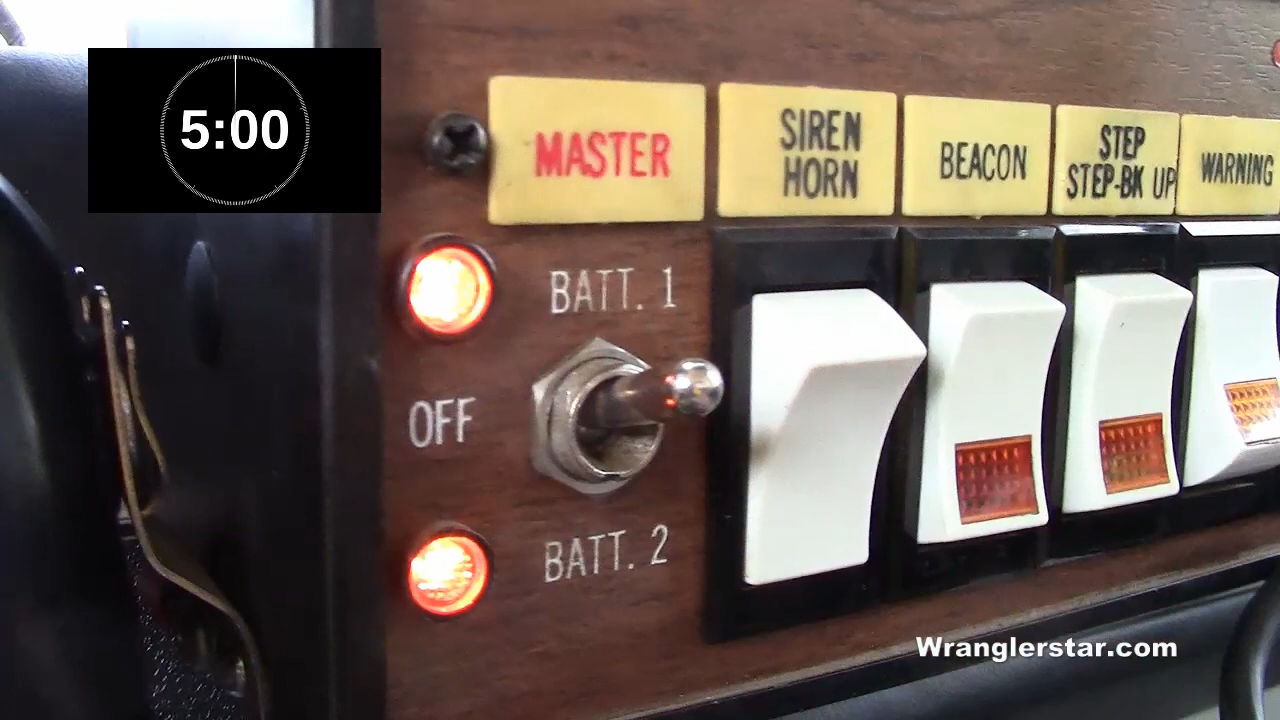 5:00
MASTER
SIREN
HORN
BEACON
STEP
STEP-BK UP
WARNING
BATT. 1
OFF
BATT. 2
Wranglerstar.com